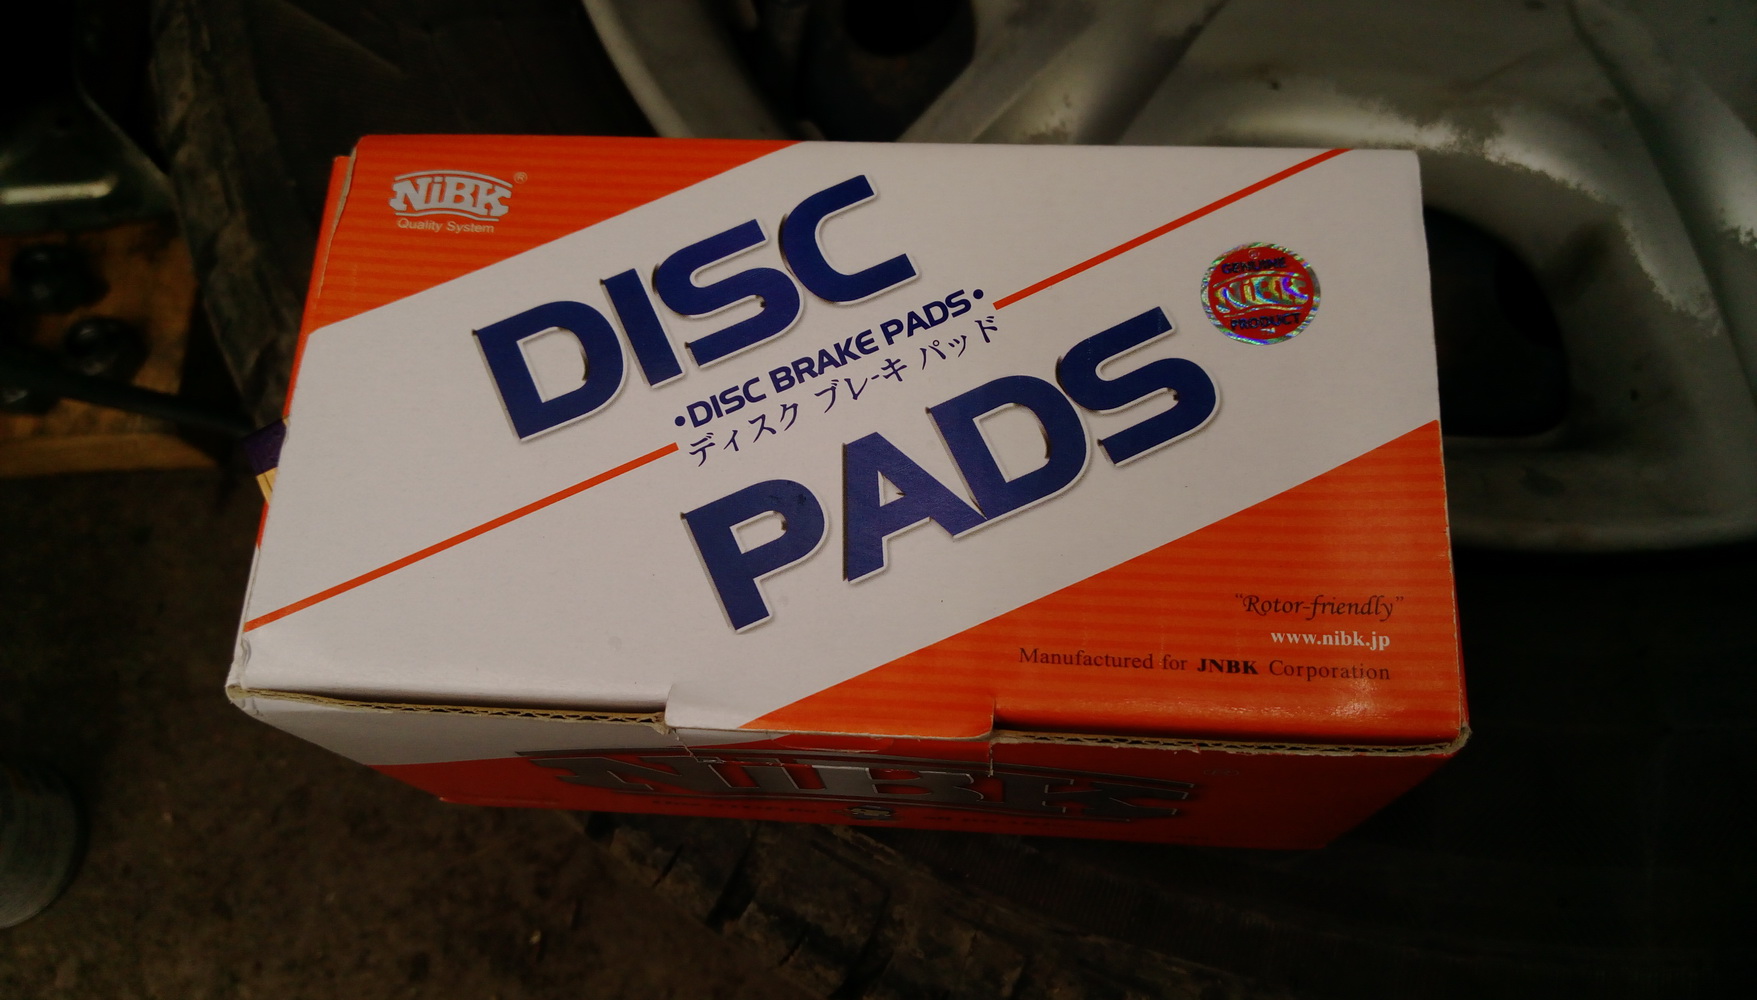 NiBK®
Quality System
DISC
•DISC BRAKE PADS•
ディスク ブレーキ パッド
PADS
GENUINE
NiBK
PRODUCT
"Rotor-friendly"
www.nibk.jp
Manufactured for JNBK Corporation
NiBK